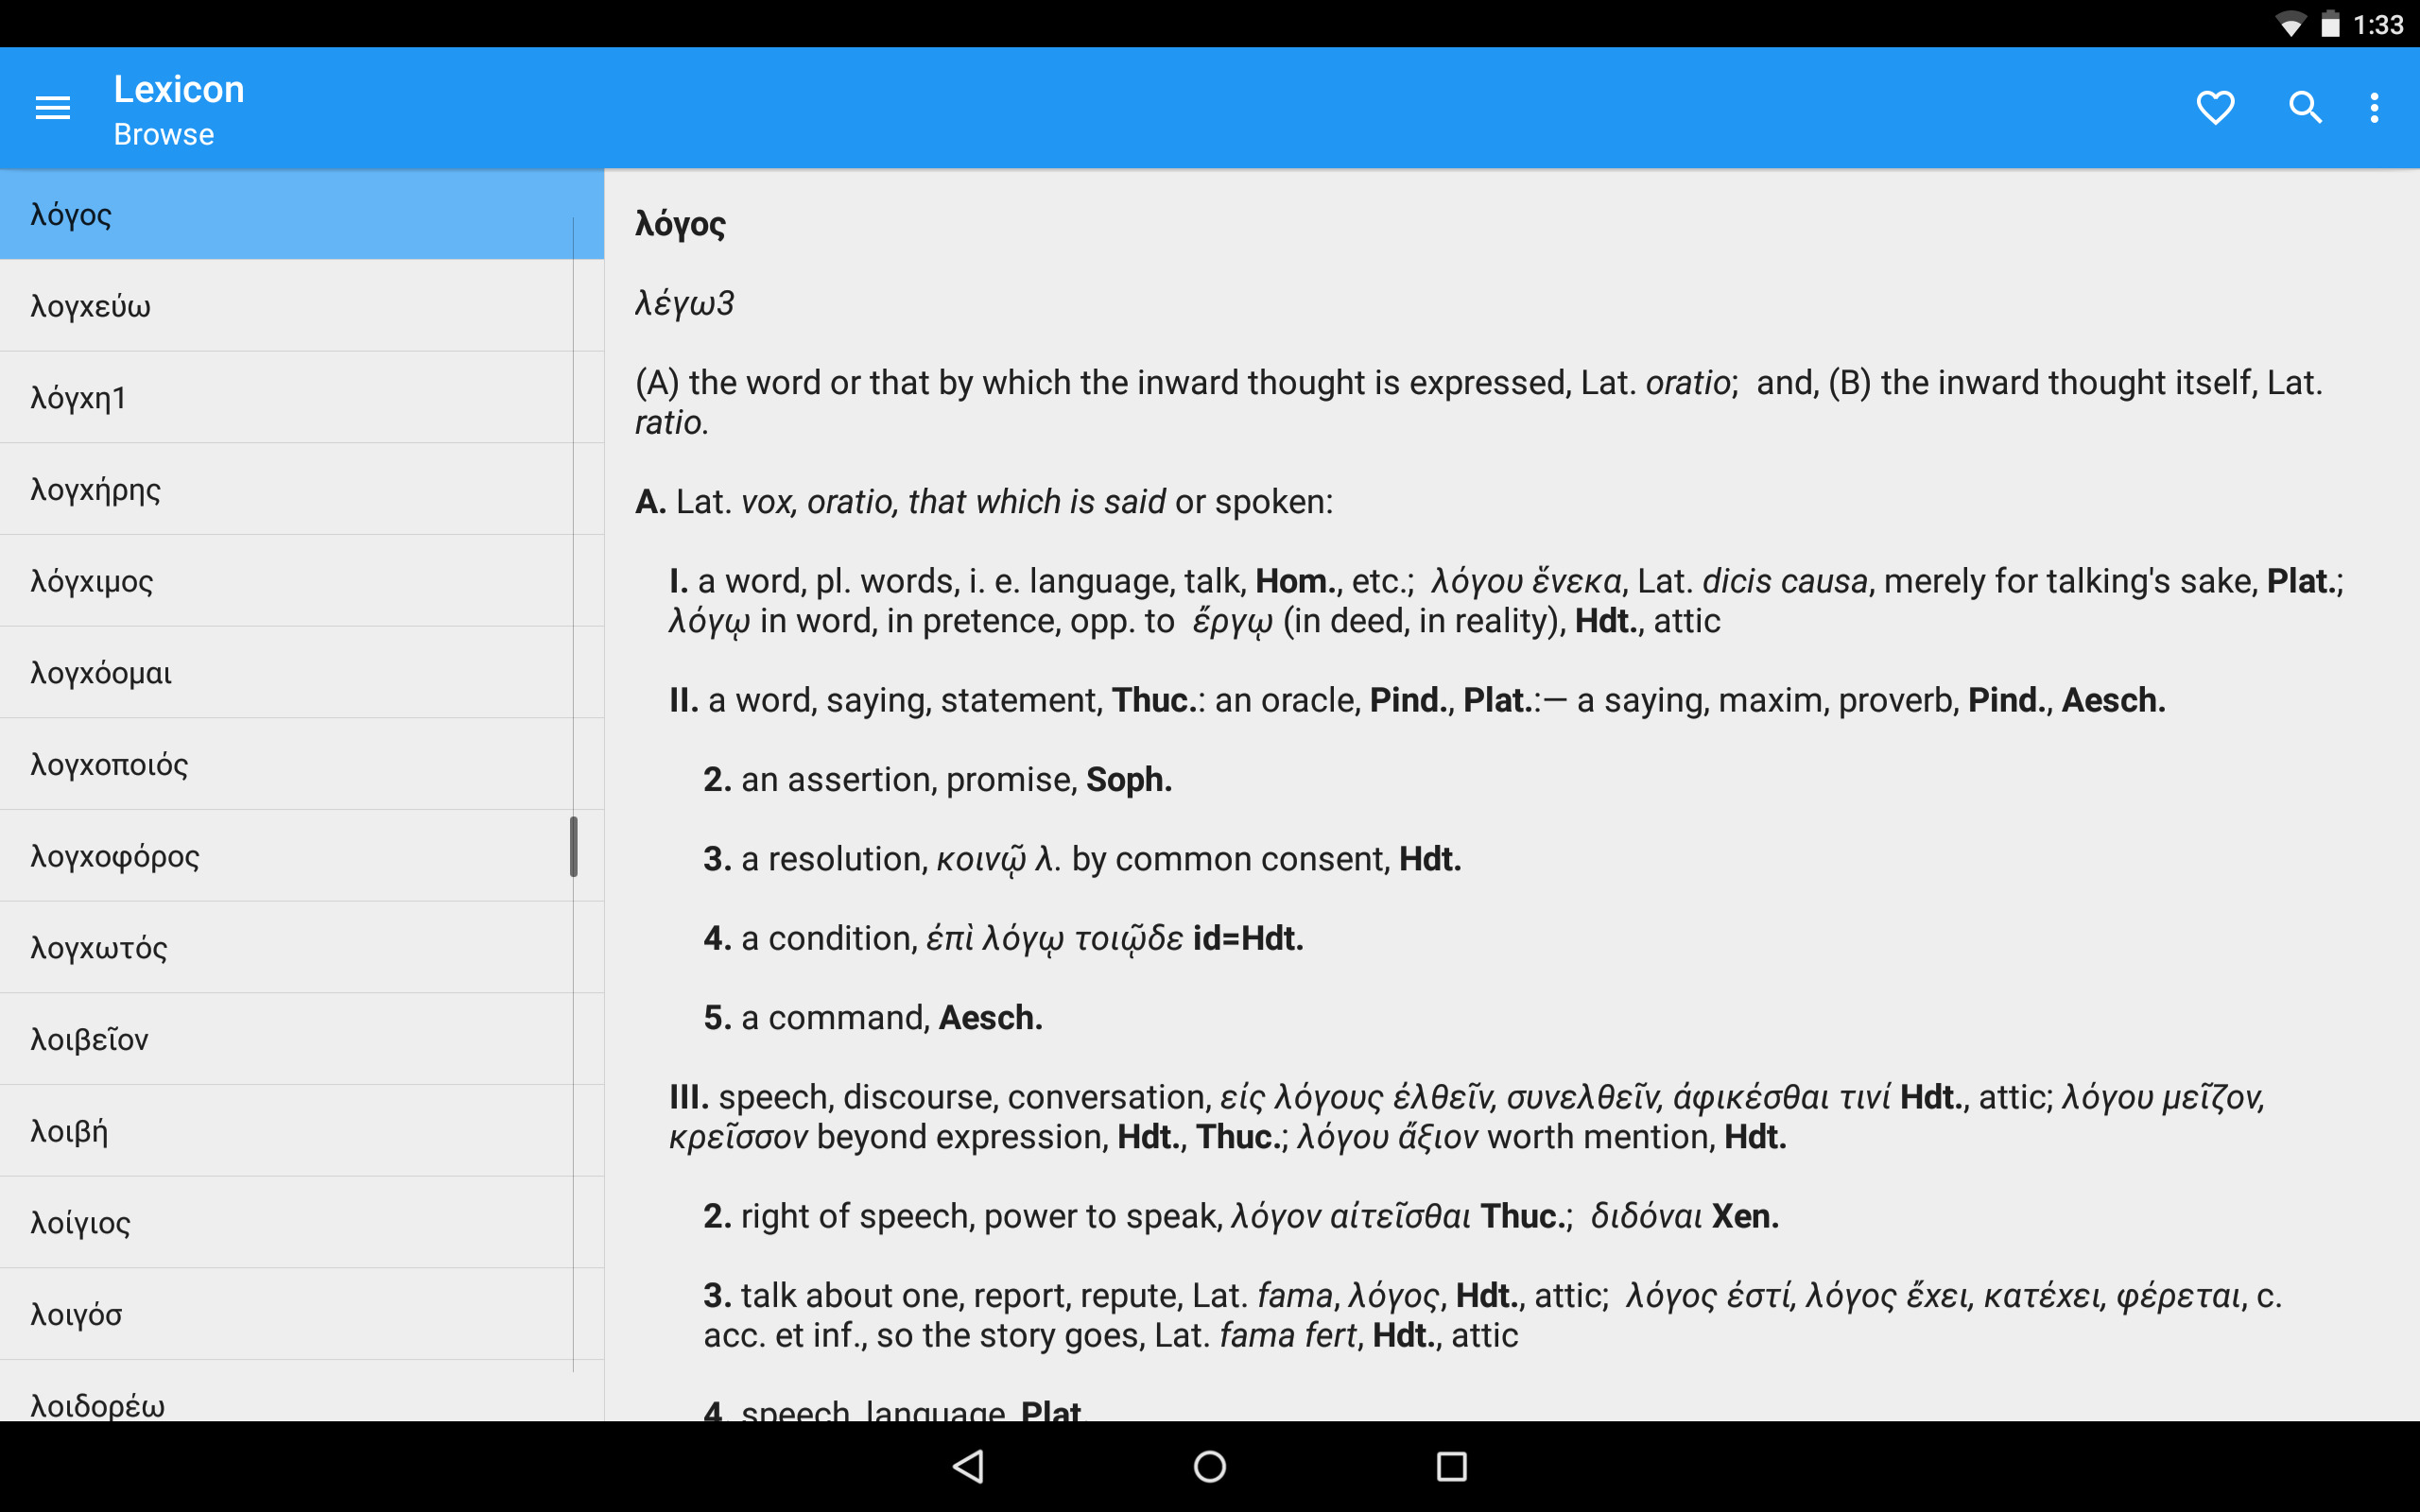 1:33
Lexicon
Browse
λόγος
λογχεύω
λόγχη1
λογχήρης
λόγχιμος
λογχόομαι
λογχοποιός
λογχοφόρος
λογχωτός
λοιβεῖον
λοιβή
λοίγιος
λοιγόσ
λοιδορέω
λόγος
λέγω3
(A) the word or that by which the inward thought is expressed, Lat. oratio; and, (B) the inward thought itself, Lat.
ratio.
A. Lat. vox, oratio, that which is said or spoken:
I. a word, pl. words, i. e. language, talk, Hom., etc.; λόγου ἕνεκα, Lat. dicis causa, merely for talking's sake, Plat.;
λόγῳ in word, in pretence, opp. to ἔργῳ (in deed, in reality), Hdt., attic
II. a word, saying, statement, Thuc.: an oracle, Pind., Plat.:— a saying, maxim, proverb, Pind., Aesch.
2. an assertion, promise, Soph.
3. a resolution, κοινῷ λ. by common consent, Hdt.
4. a condition, ἐπὶ λόγῳ τοιῷδε id=Hdt.
5. a command, Aesch.
III. speech, discourse, conversation, εἰς λόγους ἐλθεῖν, συνελθεῖν, ἀφικέσθαι τινί Hdt., attic; λόγου μεῖζον,
κρεῖσσον beyond expression, Hdt., Thuc.; λόγου ἄξιον worth mention, Hdt.
2. right of speech, power to speak, λόγον αἰτεῖσθαι Thuc.; διδόναι Xen.
3. talk about one, report, repute, Lat. fama, λόγος, Hdt., attic; λόγος ἐστί, λόγος ἔχει, κατέχει, φέρεται, c.
acc. et inf., so the story goes, Lat. fama fert, Hdt., attic
4. speech, language, Plat.